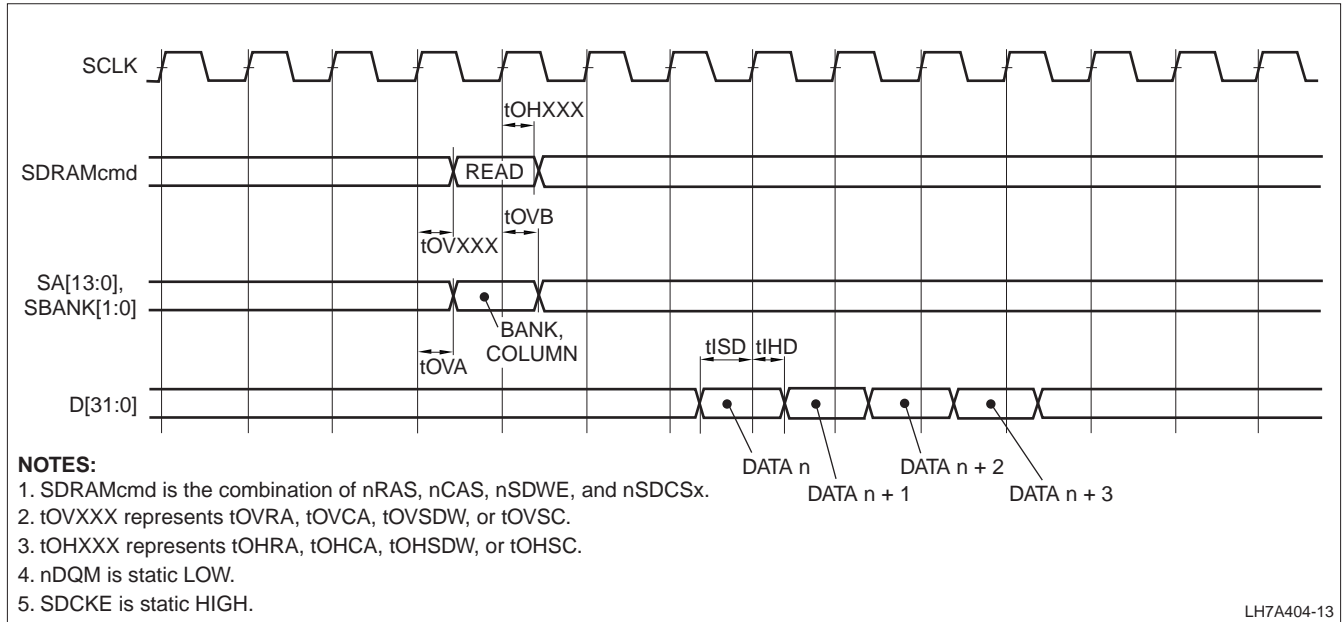 SCLK
tOHXXX
SDRAMcmd
READ
tOVB
tOVXXX
SA[13:0],
SBANK[1:0]
BANK,
COLUMN
tOVA
tISD
tIHD
D[31:0]
DATA n
DATA n + 2
DATA n + 1
DATA n + 3
NOTES:
1. SDRAMcmd is the combination of nRAS, nCAS, nSDWE, and nSDCSx.
2. tOVXXX represents tOVRA, tOVCA, tOVSDW, or tOVSC.
3. tOHXXX represents tOHRA, tOHCA, tOHSDW, or tOHSC.
4. nDQM is static LOW.
5. SDCKE is static HIGH.
LH7A404-13